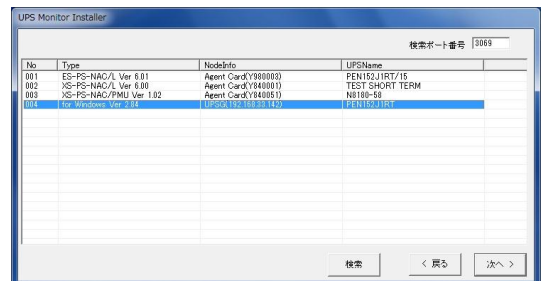 UPS Monitor Installer
検索ポート番号 3069
No Type NodeInfo UPSName
001 ES-PS-NAC/L Ver 6.01 Agent Card(Y980003) PEN152J1RT/15
002 XS-PS-NAC/L Ver 6.00 Agent Card(Y840001) TEST SHORT TERM
003 XS-PS-NAC/PMU Ver 1.02 Agent Card(Y840051) N8180-58
004 for Windows Ver 2.64 UPSG(192.168.33.142) PEN152J1RT
検索 < 戻る 次へ >